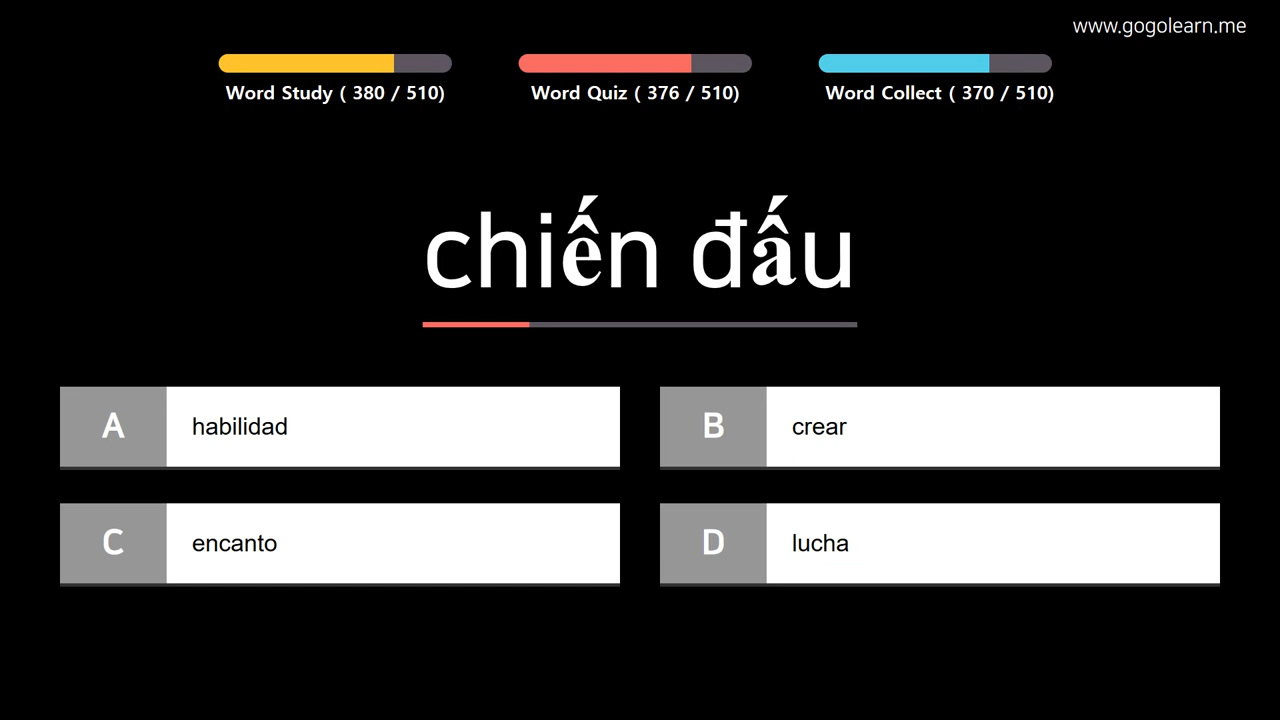 www.gogolearn.me
Word Study ( 380 / 510)
Word Quiz ( 376 / 510)
Word Collect ( 370 / 510)
chiến đấu
A habilidad
B crear
C encanto
D lucha